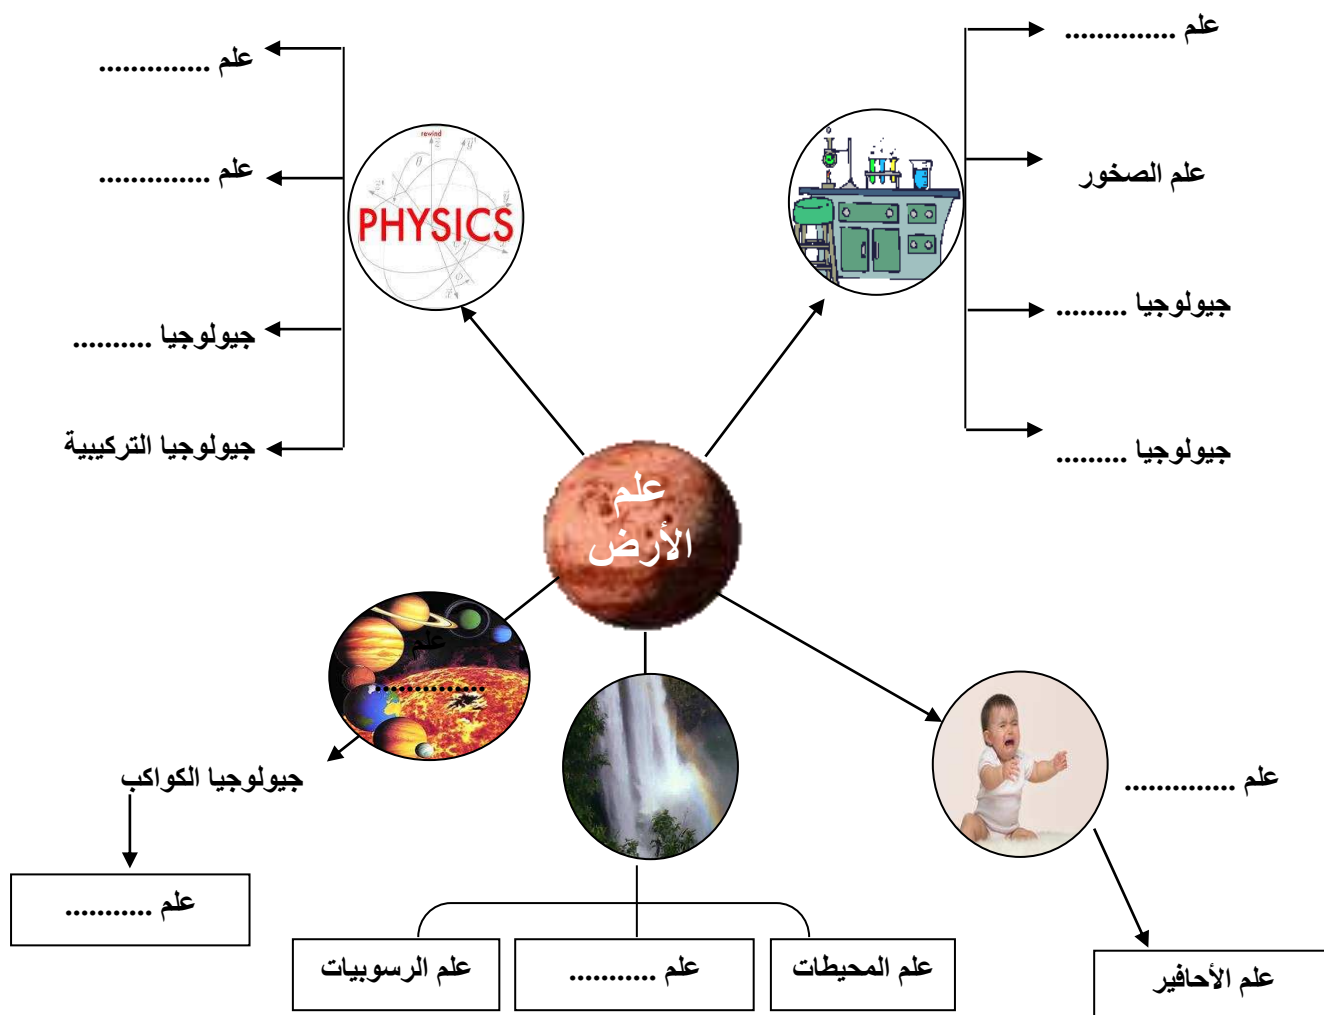 علم ..............
علم ..............
علم الصخور
علم ..............
rewind
PHYSICS
جيولوجيا .........
جيولوجيا ..........
جيولوجيا .........
جيولوجيا التركيبية
علم
الأرض
علم
..............
جيولوجيا الكواكب
علم ..............
علم ...........
علم المحيطات
علم ...........
علم الرسوبيات
علم الأحافير